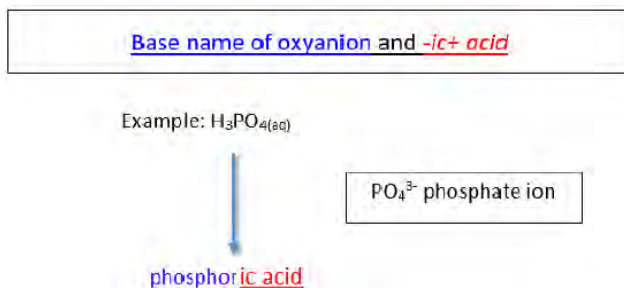 Base name of oxyanion and -ic+ acid
Example: H₃PO₄(aq)
PO₄³⁻ phosphate ion
phosphoric acid